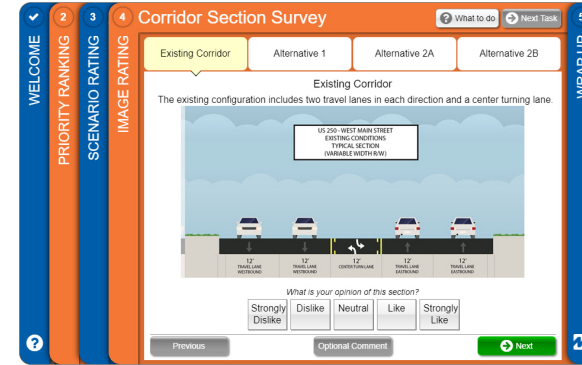 WELCOME
2
PRIORITY RANKING
3
SCENARIO RATING
4
IMAGE RATING
Corridor Section Survey
? What to do
Next Task
5
WRAP UP
Existing Corridor
Alternative 1
Alternative 2A
Alternative 2B
Existing Corridor
The existing configuration includes two travel lanes in each direction and a center turning lane.
US 250 - WEST MAIN STREET
EXISTING CONDITIONS
TYPICAL SECTION
(VARIABLE WIDTH R/W)
12' 12' 12' 12' 12'
TRAVEL LANE TRAVEL LANE CENTER TURN LANE TRAVEL LANE TRAVEL LANE
WESTBOUND WESTBOUND EASTBOUND EASTBOUND
What is your opinion of this section?
Strongly Dislike
Dislike
Neutral
Like
Strongly Like
?
Previous
Optional Comment
Next